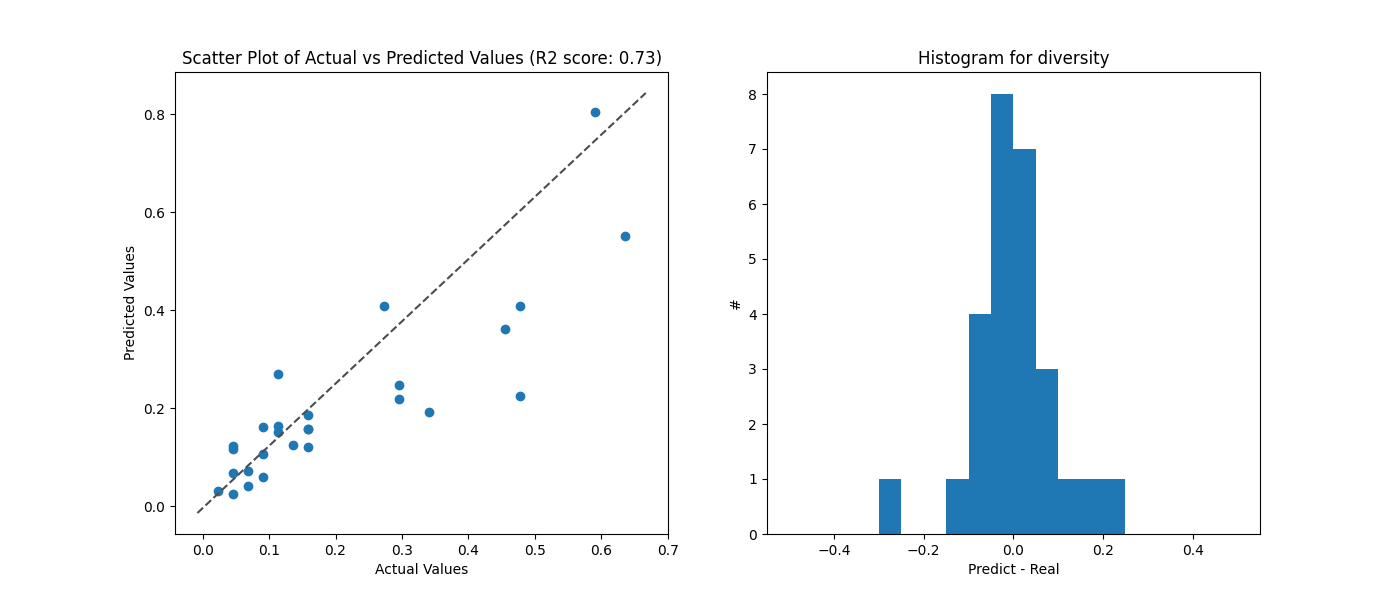 Scatter Plot of Actual vs Predicted Values (R2 score: 0.73)
0.8
0.6
0.4
0.2
0.0
Predicted Values
0.0 0.1 0.2 0.3 0.4 0.5 0.6 0.7
Actual Values
Histogram for diversity
8
7
6
5
4
3
2
1
0
#
−0.4 −0.2 0.0 0.2 0.4
Predict - Real